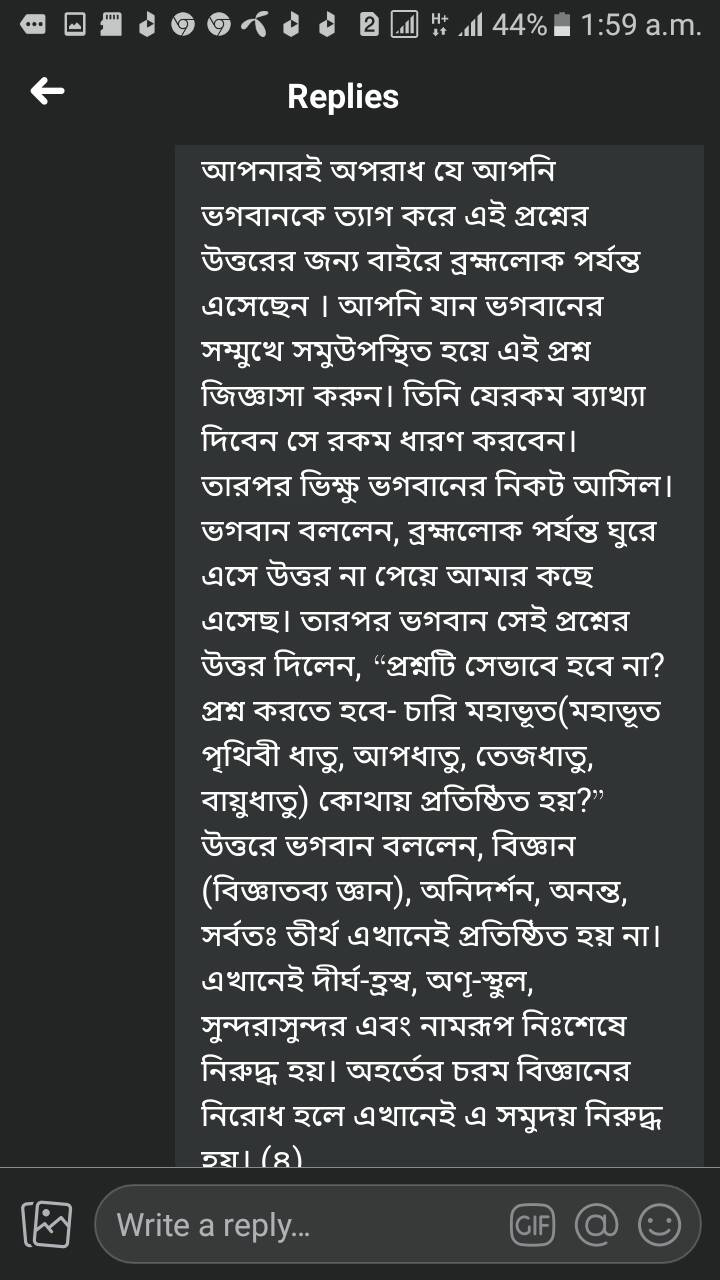 2 H+ 44% 1:59 a.m.
Replies
আপনারই অপরাধ যে আপনি
ভগবানকে ত্যাগ করে এই প্রশ্নের
উত্তরের জন্য বাইরে ব্রহ্মলোক পর্যন্ত
এসেছেন । আপনি যান ভগবানের
সম্মুখে সমুউপস্থিত হয়ে এই প্রশ্ন
জিজ্ঞাসা করুন। তিনি যেরকম ব্যাখ্যা
দিবেন সে রকম ধারণ করবেন।
তারপর ভিক্ষু ভগবানের নিকট আসিল।
ভগবান বললেন, ব্রহ্মলোক পর্যন্ত ঘুরে
এসে উত্তর না পেয়ে আমার কছে
এসেছ। তারপর ভগবান সেই প্রশ্নের
উত্তর দিলেন, “প্রশ্নটি সেভাবে হবে না?
প্রশ্ন করতে হবে- চারি মহাভূত(মহাভূত
পৃথিবী ধাতু, আপধাতু, তেজধাতু,
বায়ুধাতু) কোথায় প্রতিষ্ঠিত হয়?”
উত্তরে ভগবান বললেন, বিজ্ঞান
(বিজ্ঞাতব্য জ্ঞান), অনিদর্শন, অনন্ত,
সর্বতঃ তীর্থ এখানেই প্রতিষ্ঠিত হয় না।
এখানেই দীর্ঘ-হ্রস্ব, অণূ-স্থুল,
সুন্দরাসুন্দর এবং নামরূপ নিঃশেষে
নিরুদ্ধ হয়। অহর্তের চরম বিজ্ঞানের
নিরোধ হলে এখানেই এ সমুদয় নিরুদ্ধ
হয়। (৪)
Write a reply...
GIF @